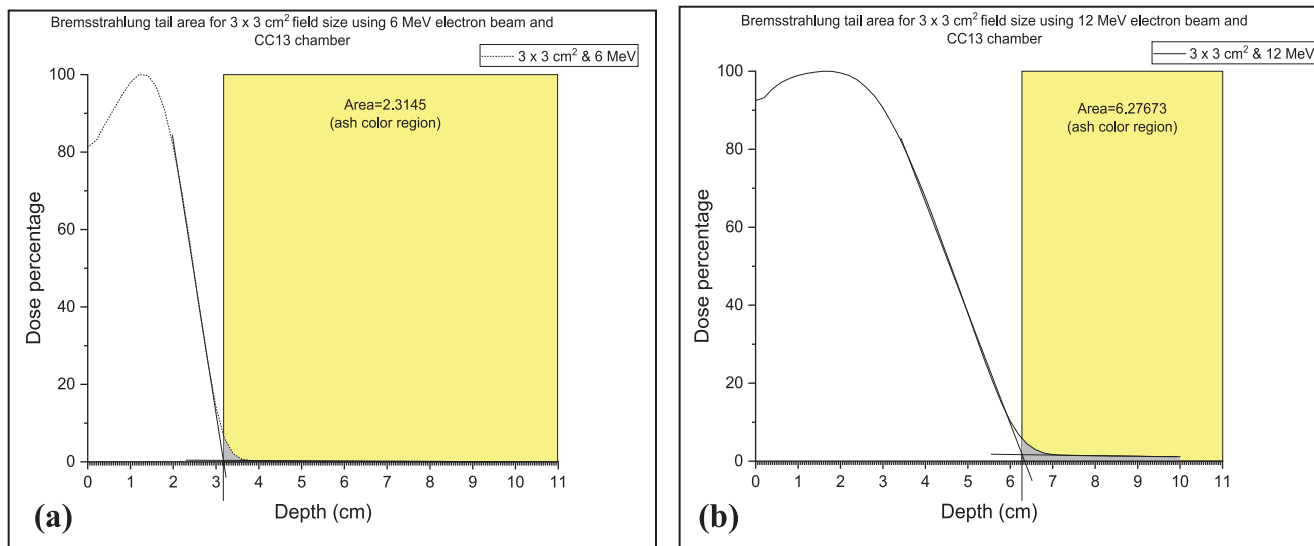 Bremsstrahlung tail area for 3 x 3 cm² field size using 6 MeV electron beam and
CC13 chamber
3 x 3 cm² & 6 MeV
100
80
60
40
20
0
Dose percentage
Area=2.3145
(ash color region)
0 1 2 3 4 5 6 7 8 9 10 11
Depth (cm)
(a)
Bremsstrahlung tail area for 3 x 3 cm² field size using 12 MeV electron beam and
CC13 chamber
3 x 3 cm² & 12 MeV
100
80
60
40
20
0
Dose percentage
Area=6.27673
(ash color region)
0 1 2 3 4 5 6 7 8 9 10 11
Depth (cm)
(b)